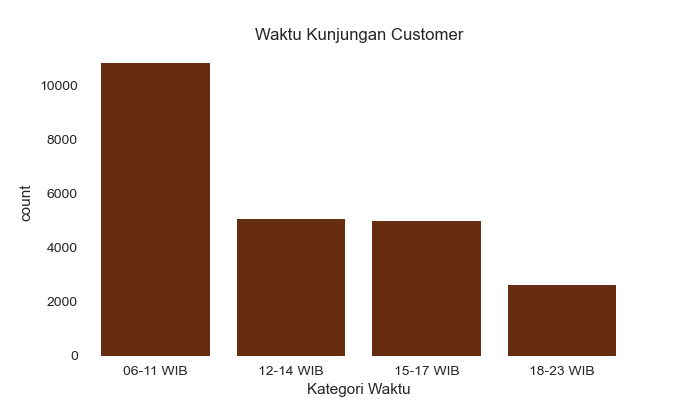 Waktu Kunjungan Customer
10000
8000
6000
4000
2000
0
count
06-11 WIB
12-14 WIB
15-17 WIB
18-23 WIB
Kategori Waktu